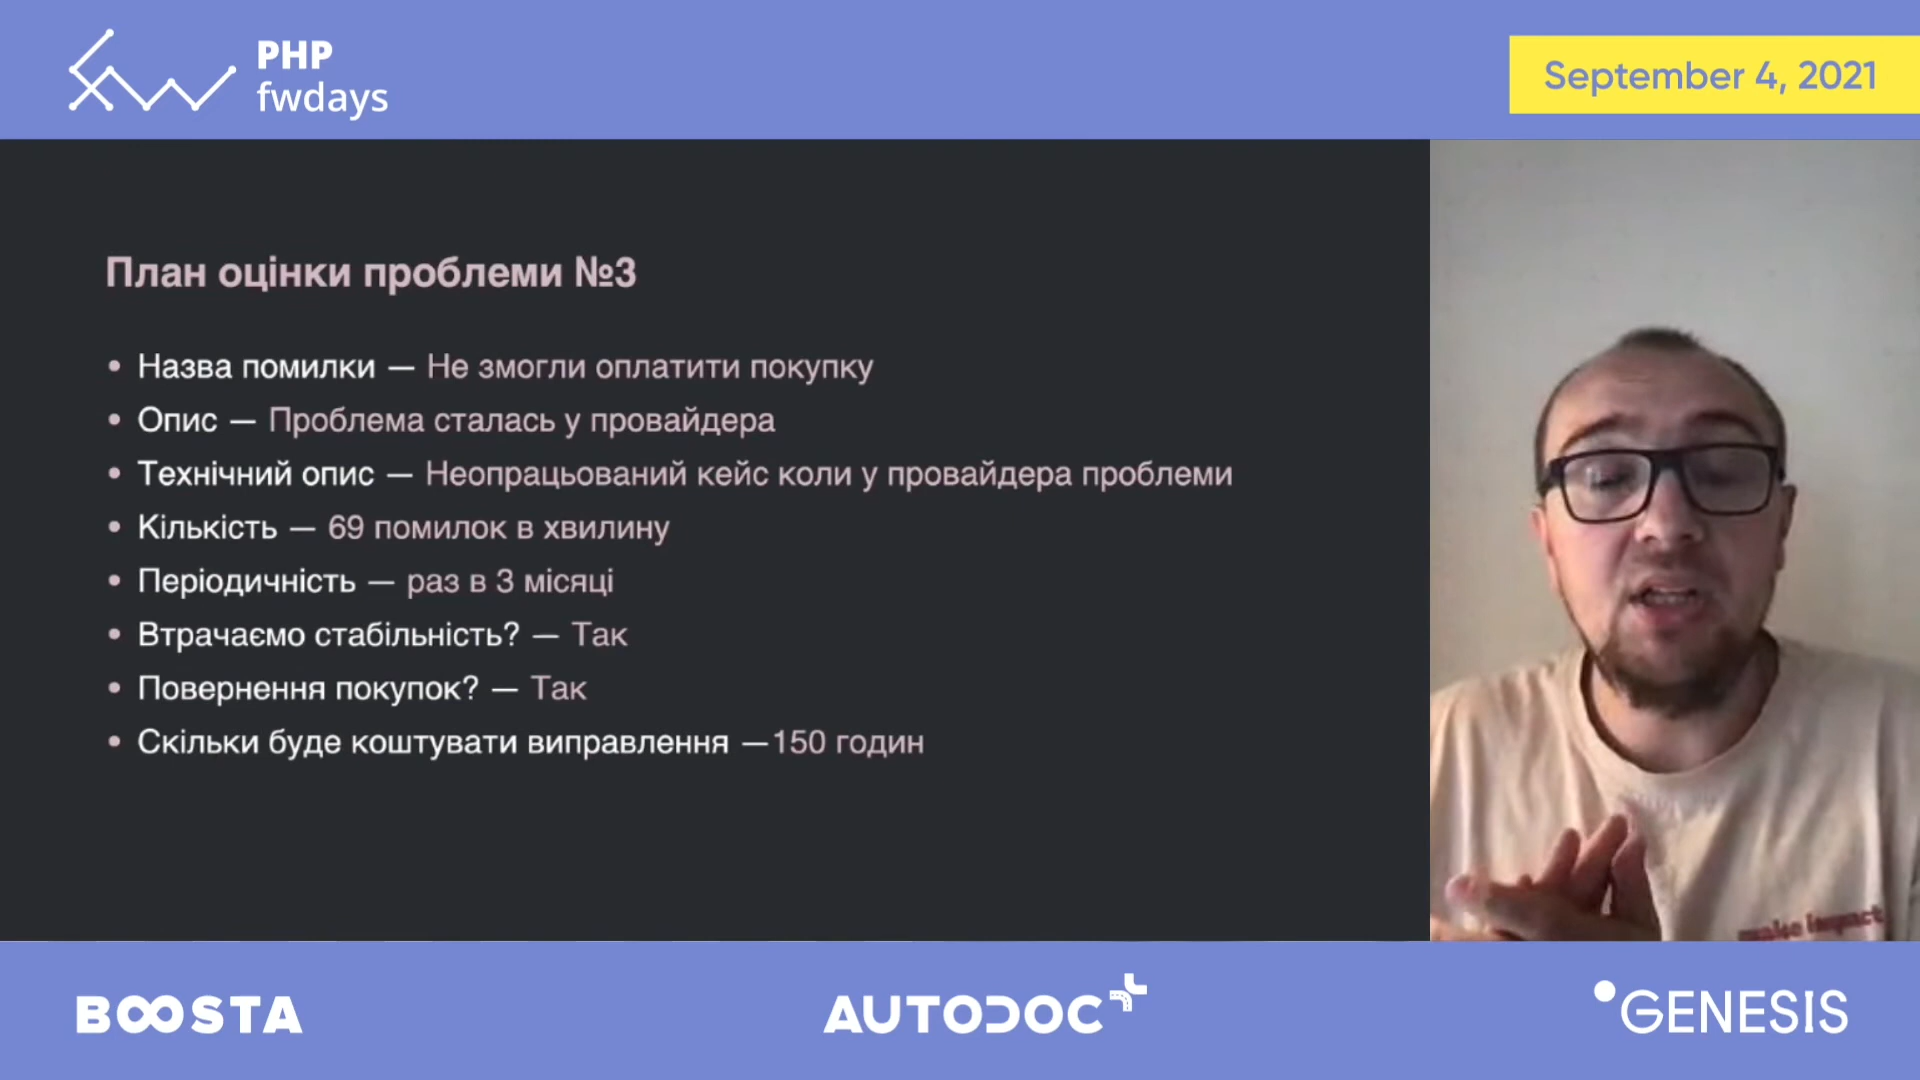 PHP
fwdays
September 4, 2021
План оцінки проблеми №3
• Назва помилки — Не змогли оплатити покупку
• Опис — Проблема сталась у провайдера
• Технічний опис — Неопрацьований кейс коли у провайдера проблеми
• Кількість — 69 помилок в хвилину
• Періодичність — раз в 3 місяці
• Втрачаємо стабільність? — Так
• Повернення покупок? — Так
• Скільки буде коштувати виправлення —150 годин
make impact
BOOSTA
AUTODOC
GENESIS